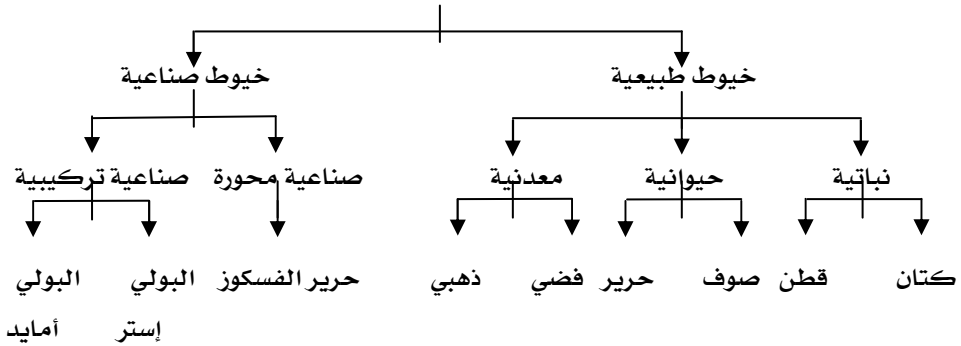 خيوط طبيعية خيوط صناعية
نباتية حيوانية معدنية صناعية محورة صناعية تركيبية
كتان قطن صوف حرير فضي ذهبي حرير الفسكوز البولي البولي
إستر أمايد